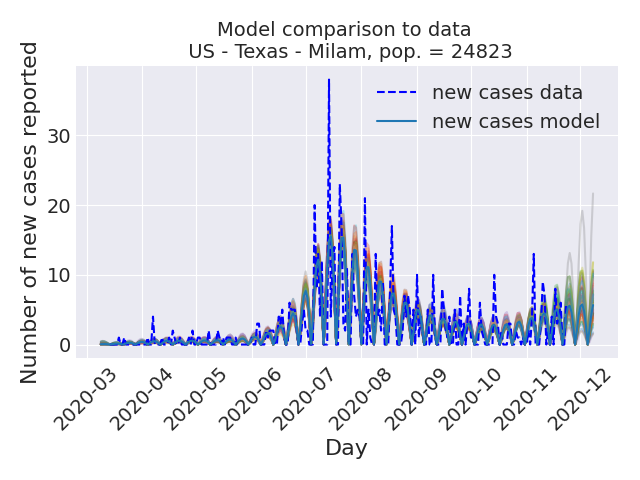 Model comparison to data
US - Texas - Milam, pop. = 24823
Number of new cases reported
new cases data
new cases model
30
20
10
0
2020-03
2020-04
2020-05
2020-06
2020-07
2020-08
2020-09
2020-10
2020-11
2020-12
Day